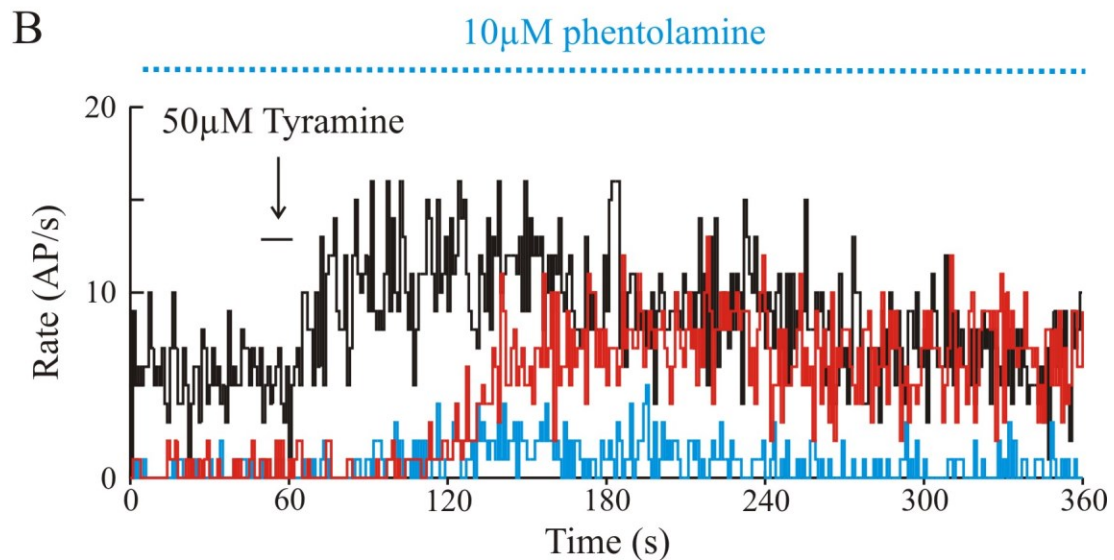 B
10µM phentolamine
50µM Tyramine
20
10
0
Rate (AP/s)
0 60 120 180 240 300 360
Time (s)